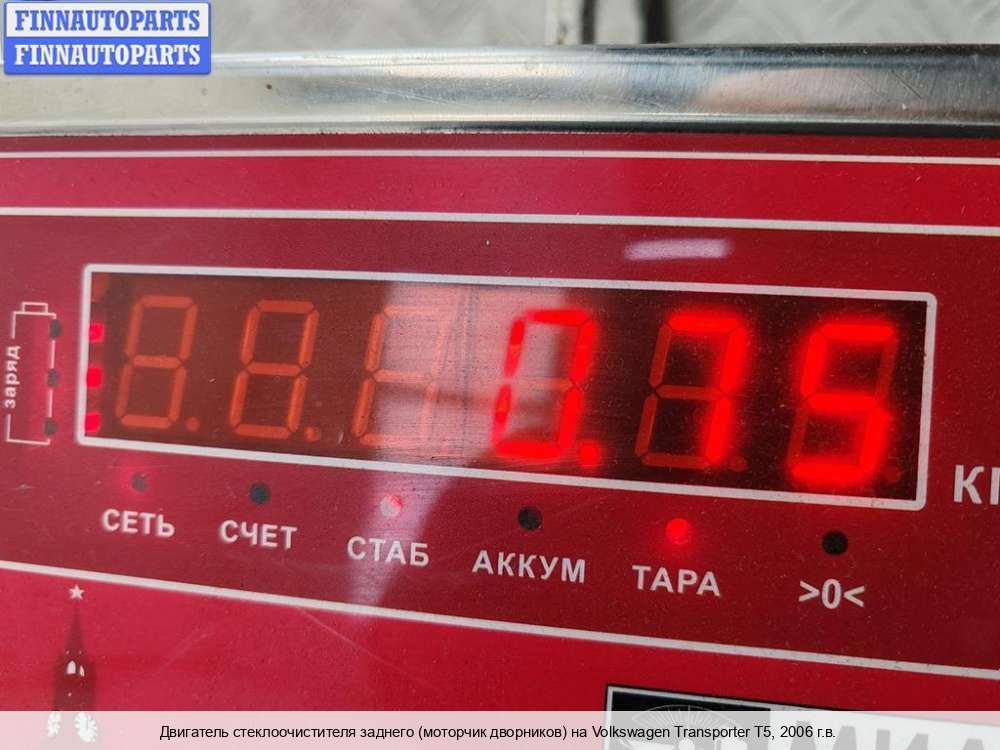 FINNAUTOPARTS
FINNAUTOPARTS
заряд
0.75
СЕТЬ СЧЕТ СТАБ АККУМ ТАРА >0<
Двигатель стеклоочистителя заднего (моторчик дворников) на Volkswagen Transporter T5, 2006 г.в.